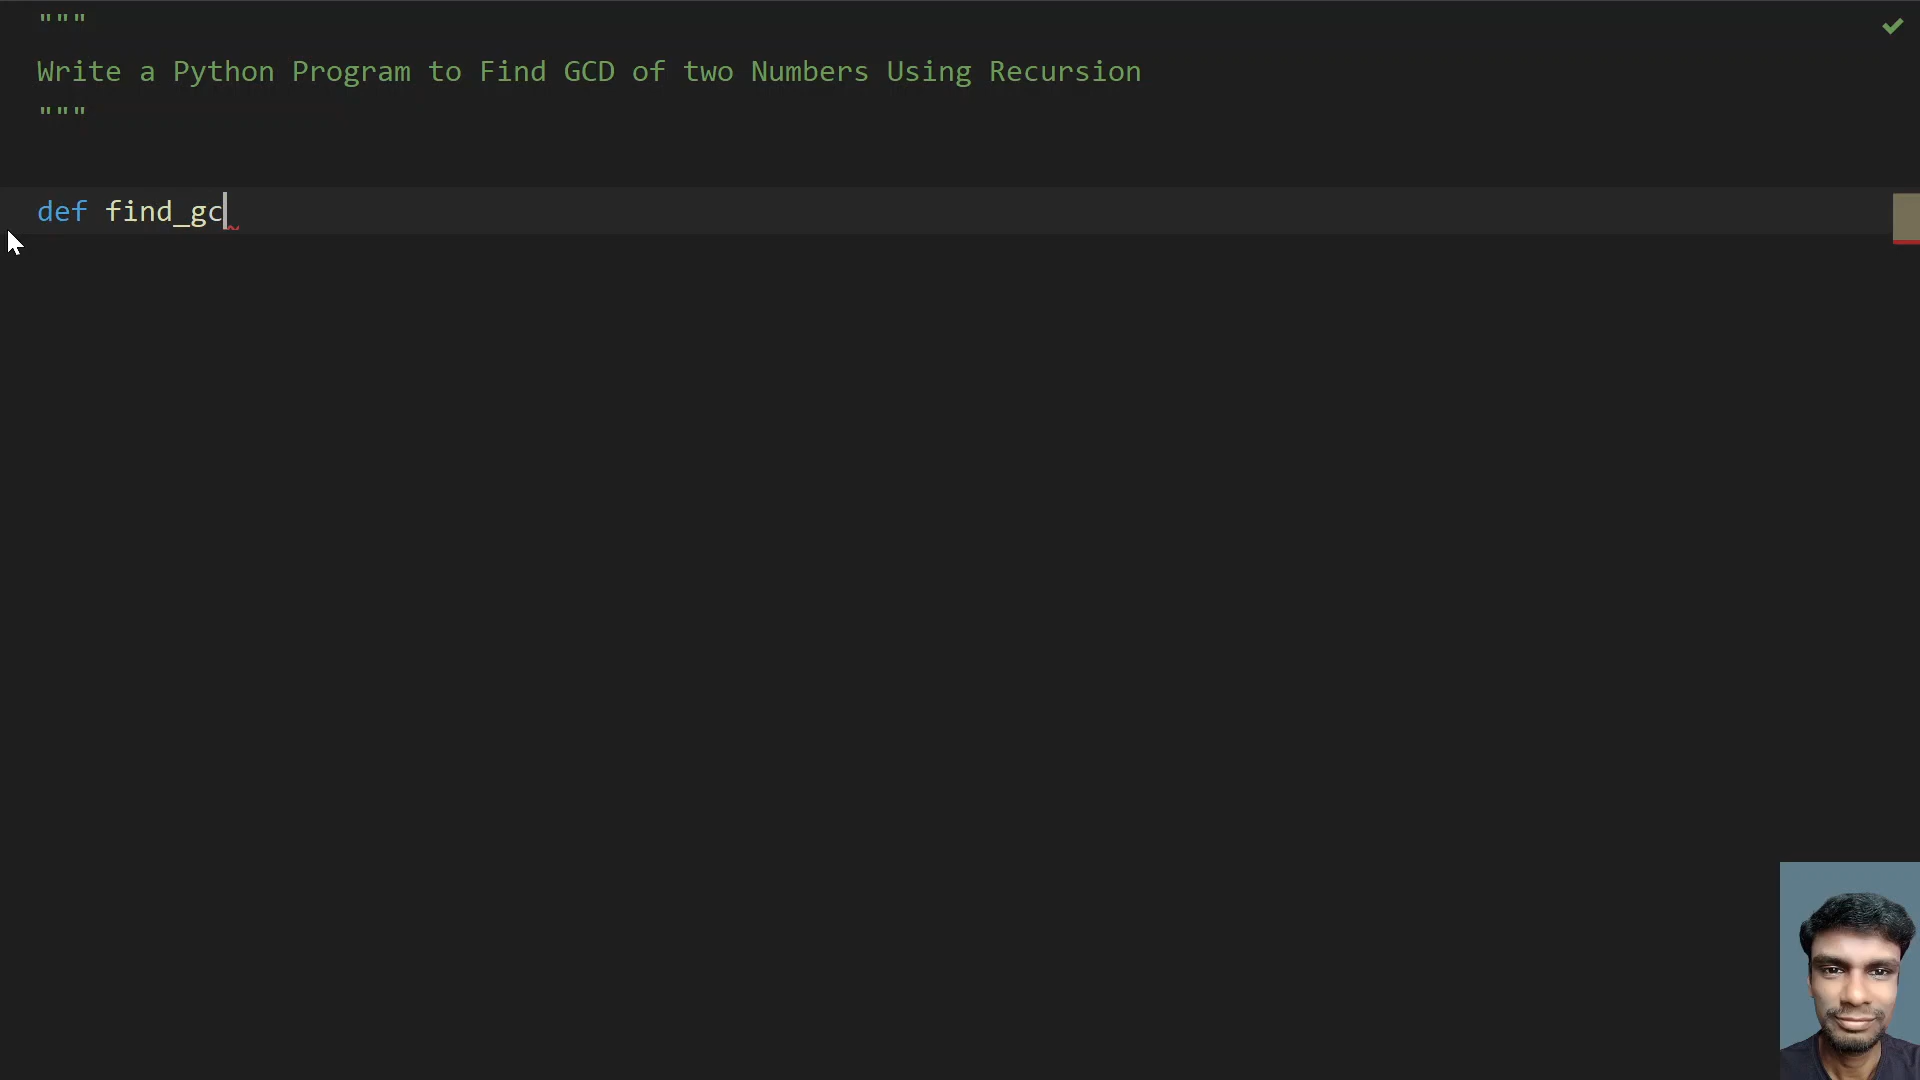 """
Write a Python Program to Find GCD of two Numbers Using Recursion
"""
def find_gc